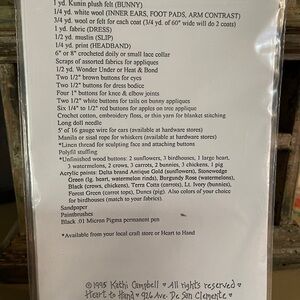 1 yd. Kunin plush felt (BUNNY)
1/4 yd. white wool (INNER EARS, FOOT PADS, ARM CONTRAST)
3/4 yd. wool or felt for each coat (3/4 yd. of 60" wide will do 2 coats)
1 yd. fabric (DRESS)
1/2 yd. muslin (SLIP)
1/4 yd. print (HEADBAND)
6" or 8" crocheted doily or small lace collar
Scraps of assorted fabrics for appliques
1/2 yd. Wonder Under or Heat & Bond
Two 1/2" brown buttons for eyes
Two 1/2" buttons for dress bodice
Four 1" buttons for knee & elbow joints
Two 1/2" white buttons for tails on bunny appliques
Six 1/4" to 1/2" red buttons for apples on tree applique
Crochet cotton, embroidery floss, or thin yarn for blanket stitching
Long doll needle
5' of 16 gauge wire for ears (available at hardware stores)
Manila or sisal rope for whiskers (available at hardware stores)
*Linen thread for sculpting face and attaching buttons
Polyfil stuffing
*Unfinished wood buttons: 2 sunflowers, 3 birdhouses, 1 large heart,
3 watermelons, 2 crows, 3 carrots, 2 bunnies, 3 chickens, 1 pig
Acrylic paints: Delta brand Antique Gold (sunflowers), Stonewedge
Green (lg. heart, watermelon rinds), Burgundy Rose (watermelons),
Black (crows, chickens), Terra Cotta (carrots), Lt. Ivory (bunnies),
Forest Green (carrot tops), Dorica (pig). Also colors of your choice for
birdhouses (match to your fabrics).
Sandpaper
Paintbrushes
Black .01 Micron Pigma permanent pen
*Available from your local craft store or Heart to Hand
©1995 Kathi Campbell ♥ All rights reserved ♥
Heart to Hand ♥ 926 Ave. De San Clemente